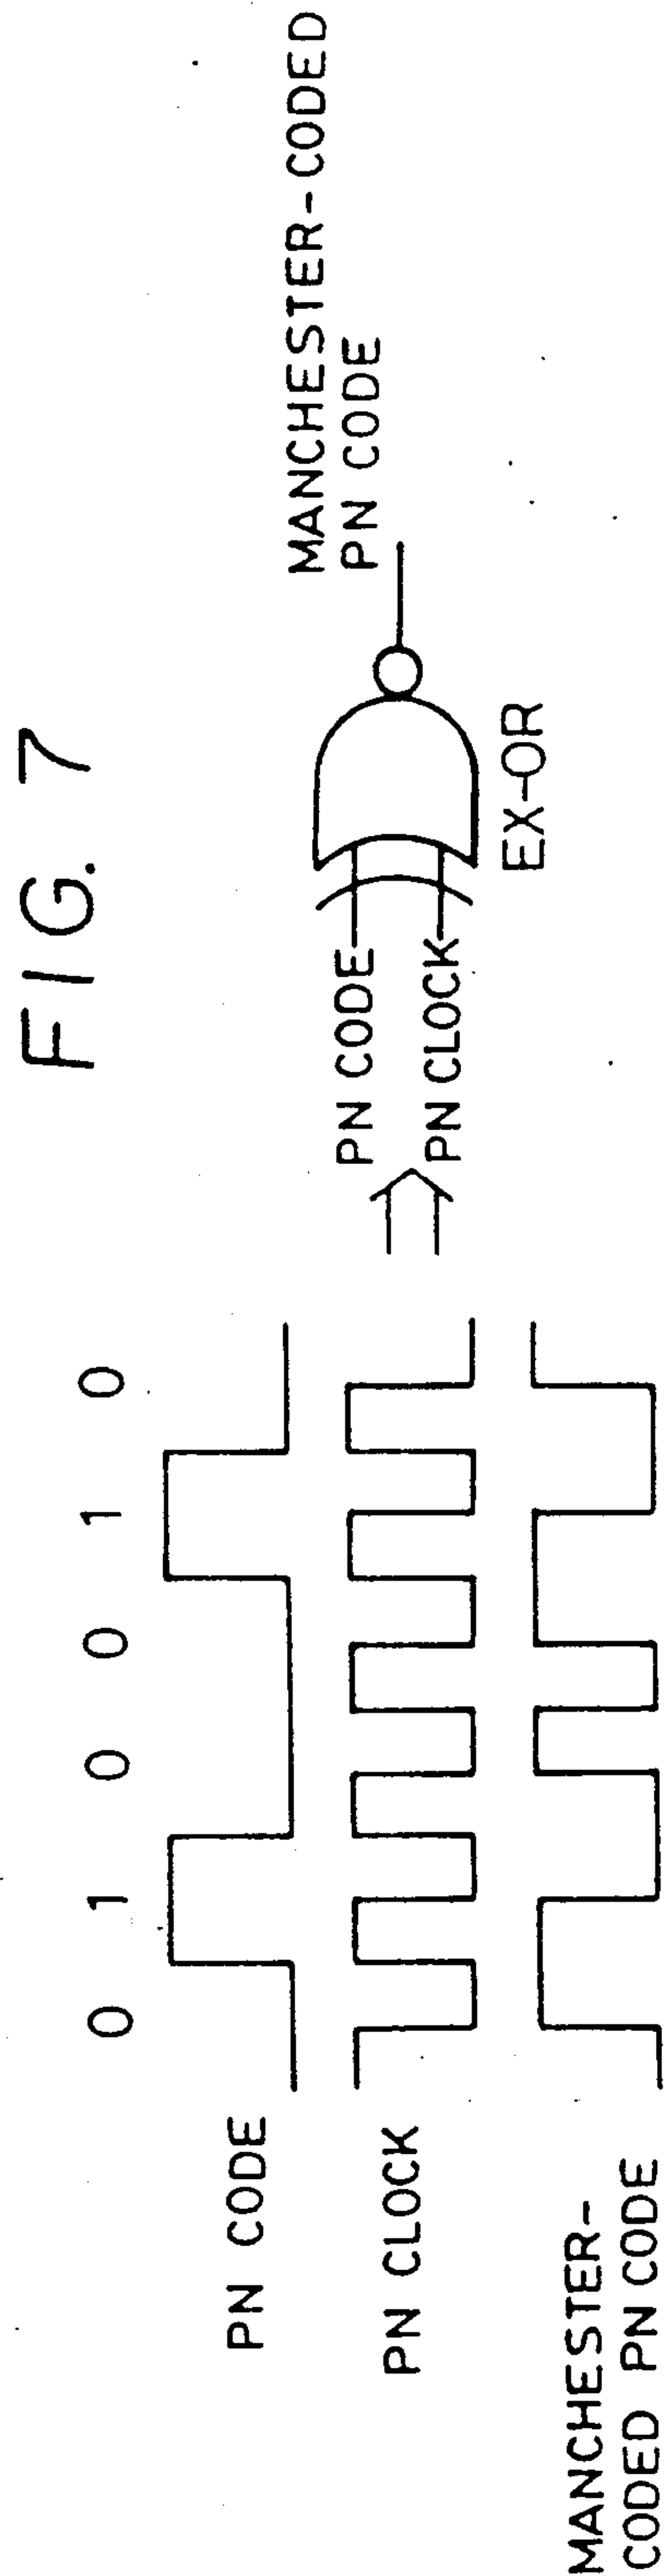 FIG. 7
0 1 0 0 1 0
PN CODE
PN CLOCK
MANCHESTER-
CODED PN CODE
PN CODE
PN CLOCK
EX-OR
MANCHESTER-CODED
PN CODE